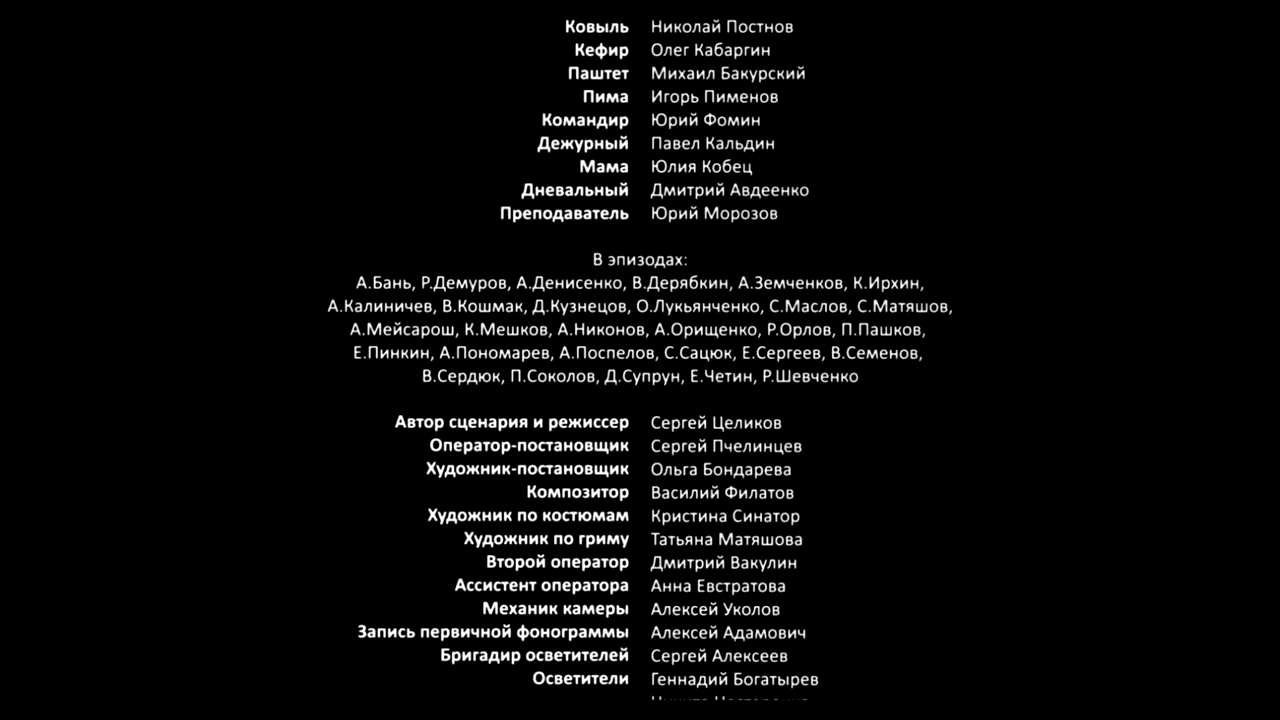 Ковыль Николай Постнов
Кефир Олег Кабаргин
Паштет Михаил Бакурский
Пима Игорь Пименов
Командир Юрий Фомин
Дежурный Павел Кальдин
Мама Юлия Кобец
Дневальный Дмитрий Авдеенко
Преподаватель Юрий Морозов
В эпизодах:
А.Бань, Р.Демуров, А.Денисенко, В.Дерябкин, А.Земченков, К.Ирхин,
А.Калиничев, В.Кошмак, Д.Кузнецов, О.Лукьянченко, С.Маслов, С.Матяшов,
А.Мейсарош, К.Мешков, А.Никонов, А.Орищенко, Р.Орлов, П.Пашков,
Е.Пинкин, А.Пономарев, А.Поспелов, С.Сацюк, Е.Сергеев, В.Семенов,
В.Сердюк, П.Соколов, Д.Супрун, Е.Четин, Р.Шевченко
Автор сценария и режиссер Сергей Целиков
Оператор-постановщик Сергей Пчелинцев
Художник-постановщик Ольга Бондарева
Композитор Василий Филатов
Художник по костюмам Кристина Синатор
Художник по гриму Татьяна Матяшова
Второй оператор Дмитрий Вакулин
Ассистент оператора Анна Евстратова
Механик камеры Алексей Уколов
Запись первичной фонограммы Алексей Адамович
Бригадир осветителей Сергей Алексеев
Осветители Геннадий Богатырев